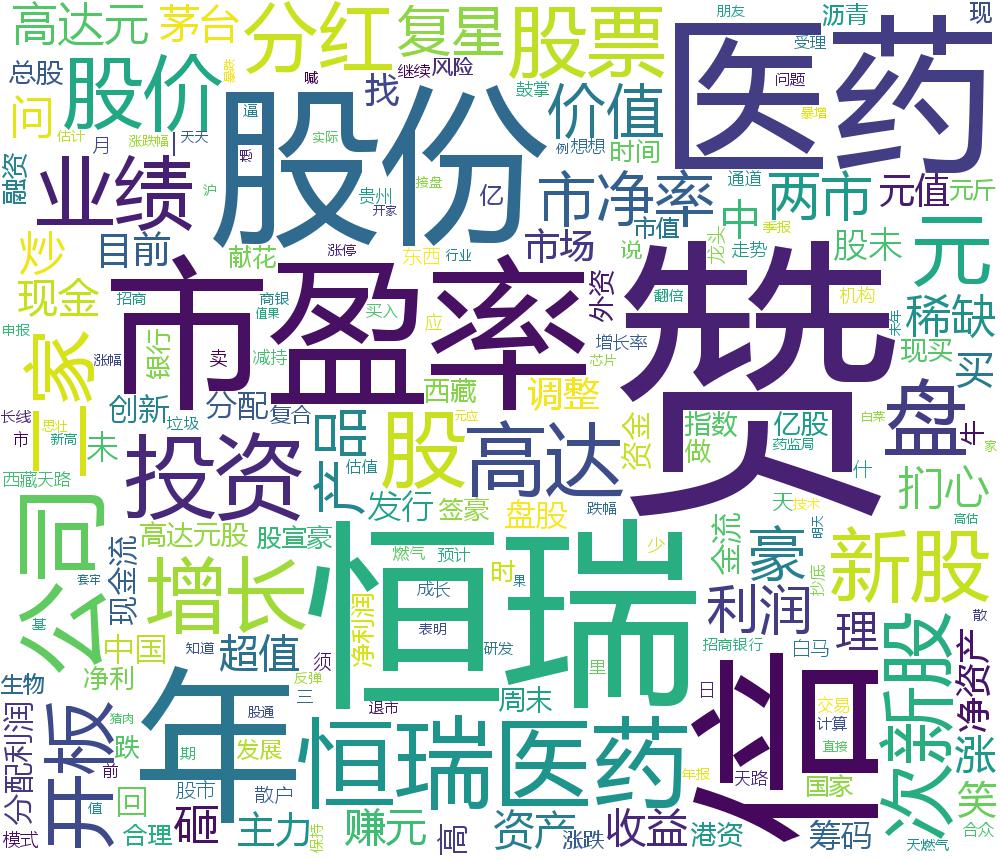 高达元
茅台
分红
复星
股票
朋友
沥青
现
医药
受理
问题
暴增
总股
股价
喊
继续
风险
找
鼓掌
价值
问
估计
月
涨跌幅
天天
逼
股份
实际
例
想想
时间
融资
业绩
沪
贵州
接盘
开家
亿
市净率
通道
两市
元值
元斤
市值
中
季报
炒
目前
献花
涨停
东西
行业
市场
说
龙头
走势
股未
元
现金
招商
商银
值果
市盈率
买入
应
外资
赞
翻倍
机构
稀缺
申报
一家
涨幅
银行
卖
减持
增长率
芯片
现买
买
长线
市
思壮
新高
未
创新
垃圾
分配
复合
西藏
调整
元应
资金
指数
做
亿股
药监局
白菜
盘
牛
家
西藏天路
投资
产品
估值
股
高达
什
扪心
公司
高达元股
股宣豪
发行
签豪
盘股
跌幅
天
技术
明天
高估
套牢
现金流
增长
燃气
预计
时
果
少
金流
豪
抄底
新股
基
中国
恒瑞
成长
净利润
表明
研发
利润
理
散
净利
知道
超值
须
里
招商银行
白马
次新股
净资产
生物
反弹
三
退市
周末
日
信
交易
计算
直接
分配利润
开板
猪肉
跌
前
年
期
股通
发展
恒瑞医药
年报
天路
国家
涨
值
回
股市
散户
笑
模式
合理
砸
主力
保持
赚元
高
资产
涨跌
收益
港资
筹码
天燃气
合众